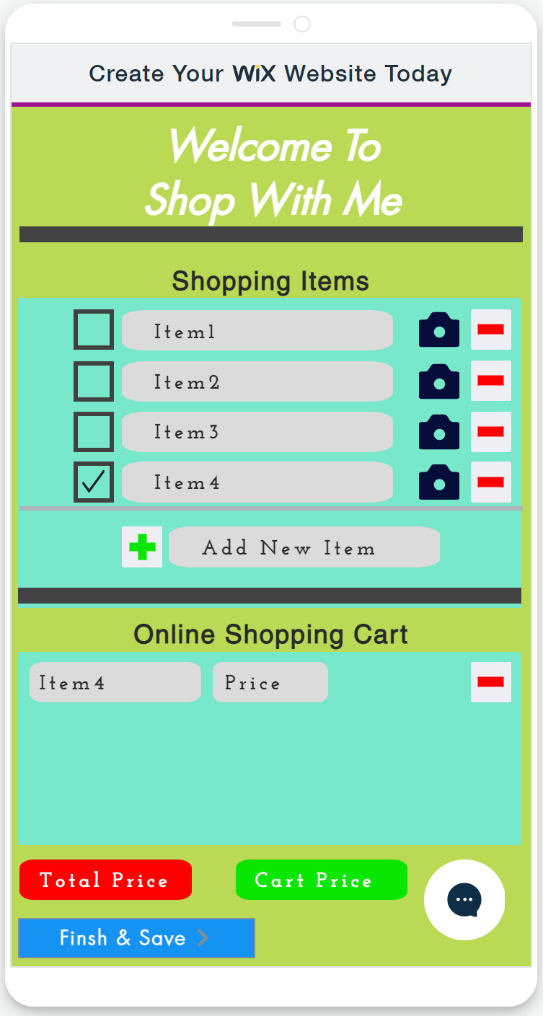 Create Your WiX Website Today
Welcome To
Shop With Me
Shopping Items
Item1
Item2
Item3
Item4
Add New Item
Online Shopping Cart
Item4 Price
Total Price Cart Price
Finsh & Save